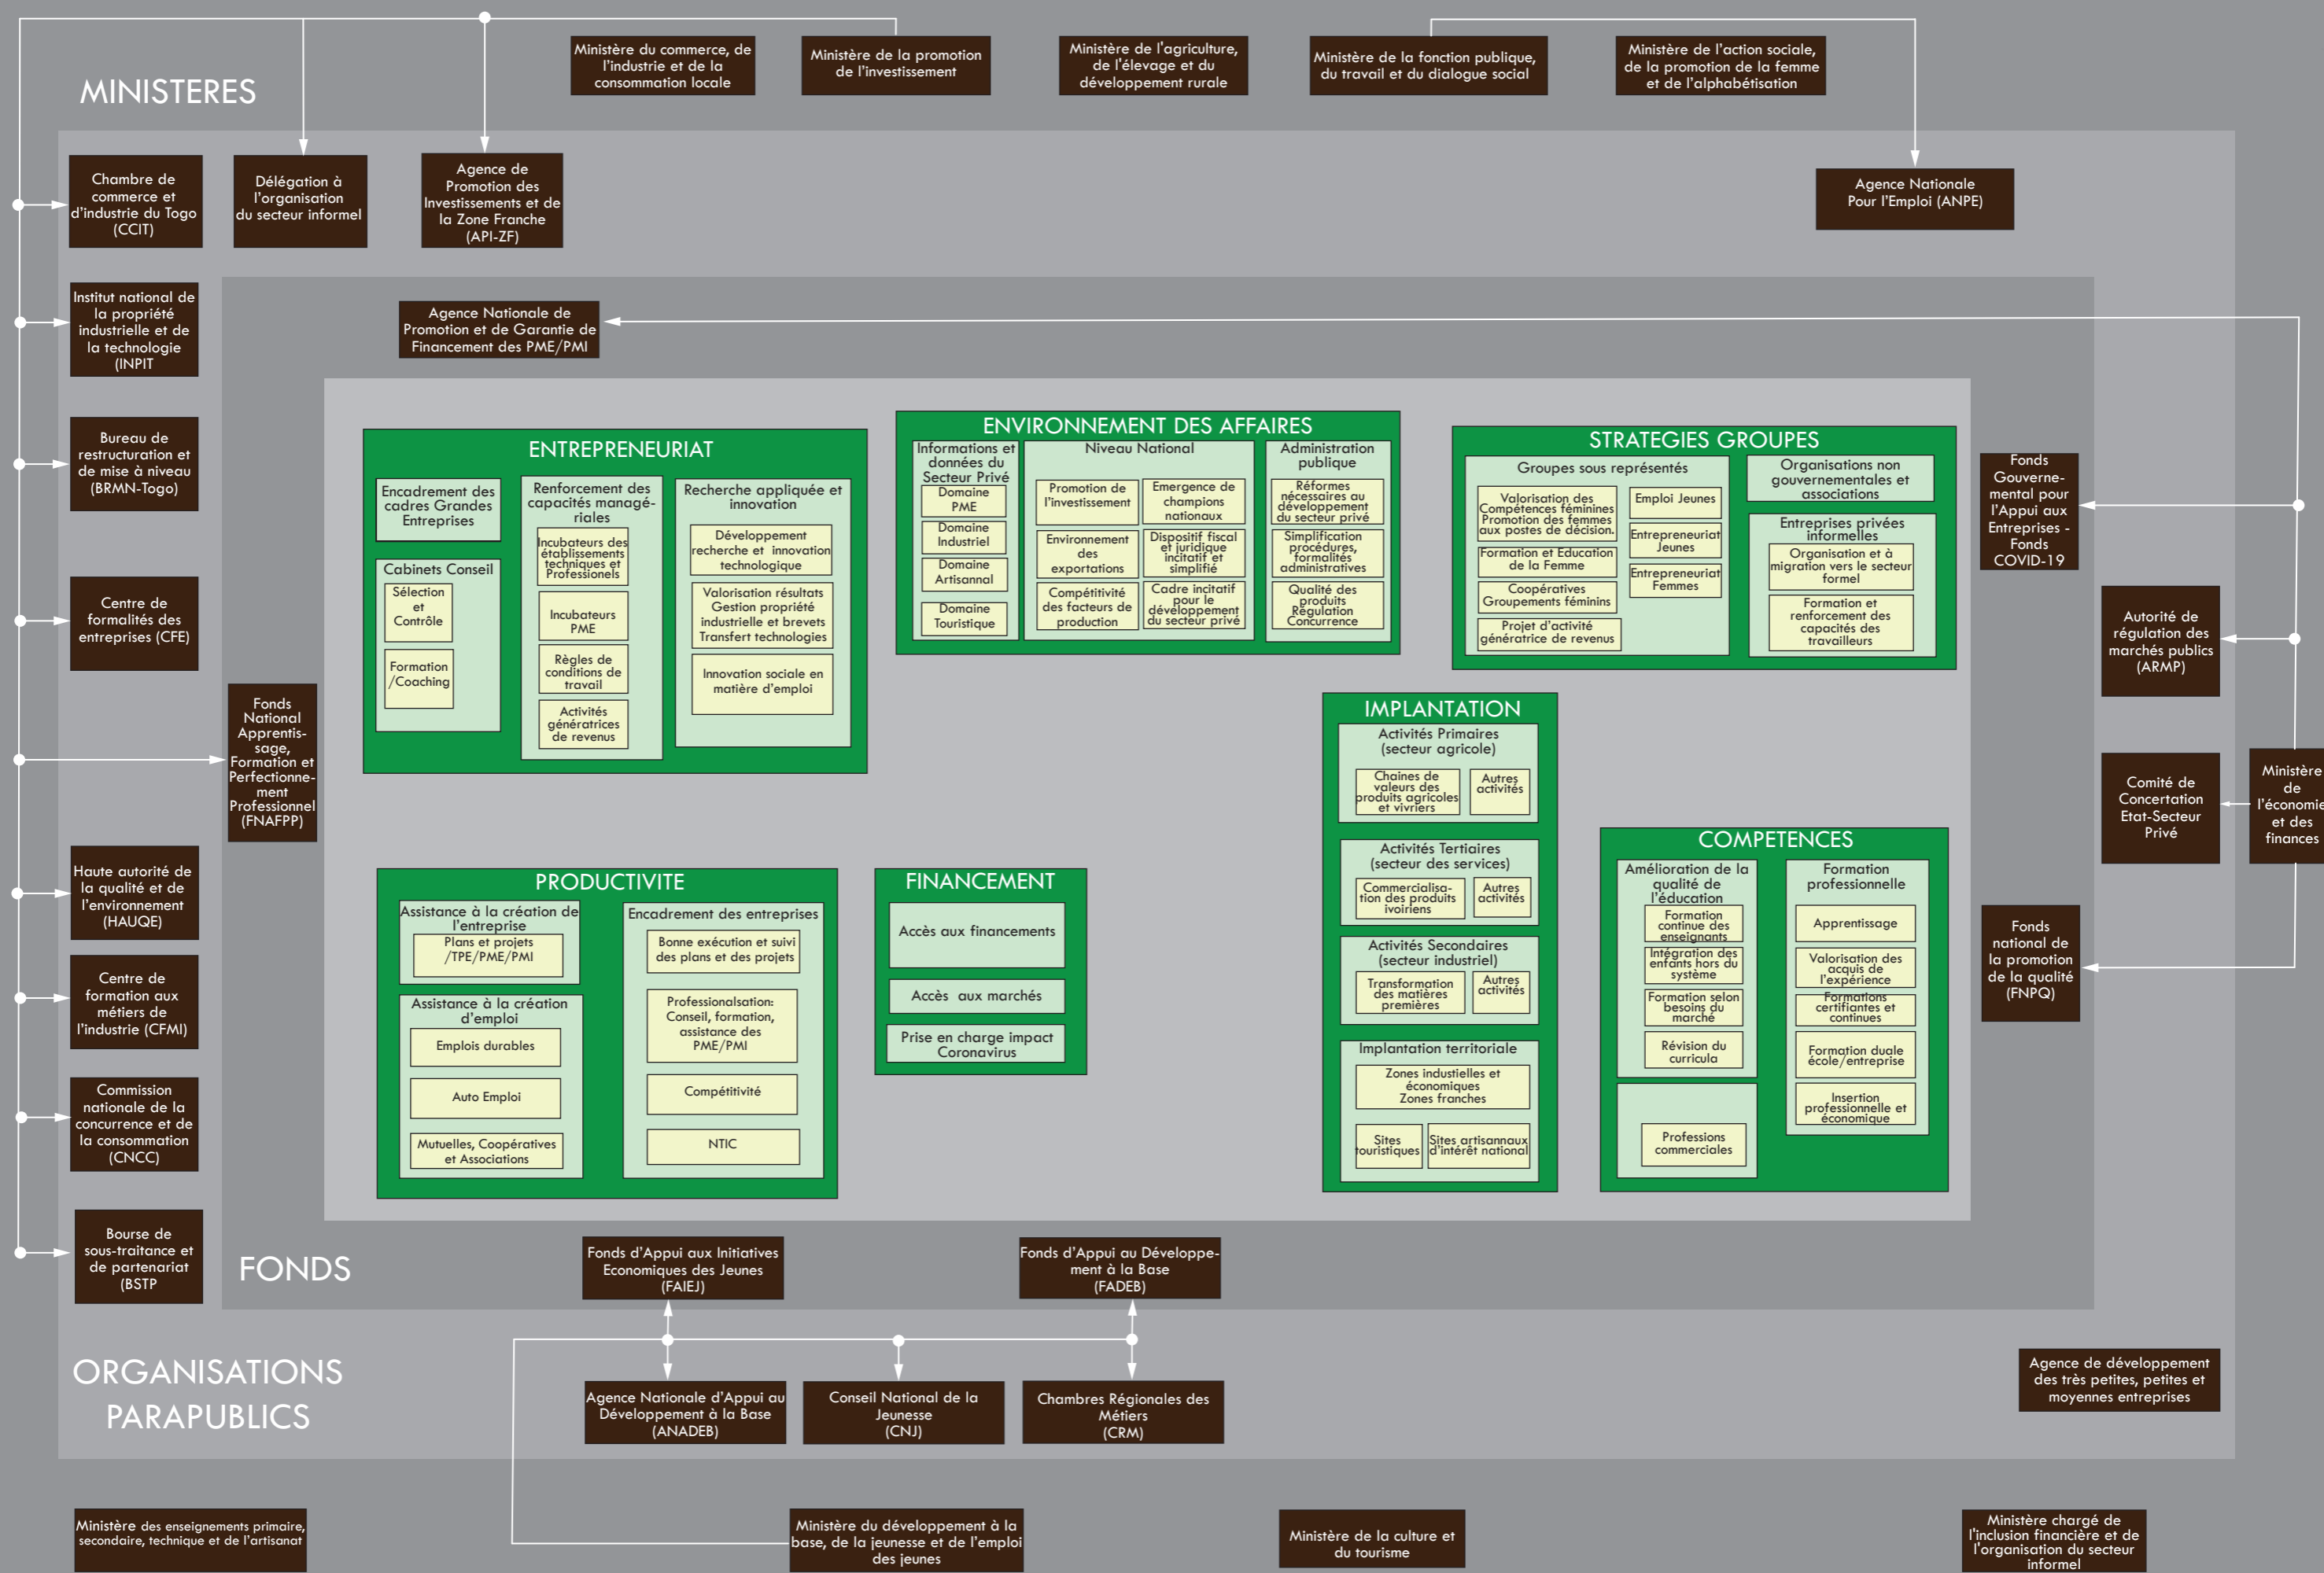 MINISTERES
Ministère du commerce, de
l'industrie et de la
consommation locale
Ministère de la promotion
de l'investissement
Ministère de l'agriculture,
de l'élevage et du
développement rurale
Ministère de la fonction publique,
du travail et du dialogue social
Ministère de l'action sociale,
de la promotion de la femme
et de l'alphabétisation
Chambre de
commerce et
d'industrie du Togo
(CCIT)
Délégation à
l'organisation
du secteur informel
Agence de
Promotion des
Investissements et de
la Zone Franche
(API-ZF)
Agence Nationale
Pour l'Emploi (ANPE)
Institut national de
la propriété
industrielle et de
la technologie
(INPIT
Agence Nationale de
Promotion et de Garantie de
Financement des PME/PMI
Bureau de
restructuration et
de mise à niveau
(BRMN-Togo)
Centre de
formalités des
entreprises (CFE)
Fonds
National
Apprentis-
sage,
Formation et
Perfectionne-
ment
Professionnel
(FNAFPP)
Haute autorité de
la qualité et de
l'environnement
(HAUQE)
Centre de
formation aux
métiers de
l'industrie (CFMI)
Commission
nationale de la
concurrence et de
la consommation
(CNCC)
Bourse de
sous-traitance et
de partenariat
(BSTP
ENTREPRENEURIAT
Encadrement des
cadres Grandes
Entreprises
Cabinets Conseil
Sélection
et
Contrôle
Formation
/Coaching
Renforcement des
capacités managé-
riales
Incubateurs des
établissements
techniques et
Professionels
Incubateurs
PME
Règles de
conditions de
travail
Activités
génératrices
de revenus
Recherche appliquée et
innovation
Développement
recherche et innovation
technologique
Valorisation résultats
Gestion propriété
industrielle et brevets
Transfert technologies
Innovation sociale en
matière d'emploi
ENVIRONNEMENT DES AFFAIRES
Informations et
données du
Secteur Privé
Domaine
PME
Domaine
Industriel
Domaine
Artisannal
Domaine
Touristique
Niveau National
Promotion de
l'investissement
Environnement
des
exportations
Compétitivité
des facteurs de
production
Emergence de
champions
nationaux
Dispositif fiscal
et juridique
incitatif et
simplifié
Cadre incitatif
pour le
développement
du secteur privé
Administration
publique
Réformes
nécessaires au
développement
du secteur privé
Simplification
procédures,
formalités
administratives
Qualité des
produits
Régulation
Concurrence
STRATEGIES GROUPES
Groupes sous représentés
Valorisation des
Compétences féminines
Promotion des femmes
aux postes de décision.
Formation et Education
de la Femme
Coopératives
Groupements féminins
Projet d'activité
génératrice de revenus
Emploi Jeunes
Entrepreneuriat
Jeunes
Entrepreneuriat
Femmes
Organisations non
gouvernementales et
associations
Entreprises privées
informelles
Organisation et à
migration vers le secteur
formel
Formation et
renforcement des
capacités des
travailleurs
Fonds
Gouverne-
mental pour
l'Appui aux
Entreprises -
Fonds
COVID-19
Autorité de
régulation des
marchés publics
(ARMP)
Comité de
Concertation
Etat-Secteur
Privé
Ministère
de
l'économie
et des
finances
Fonds
national de
la promotion
de la qualité
(FNPQ)
PRODUCTIVITE
Assistance à la création de
l'entreprise
Plans et projets
/TPE/PME/PMI
Assistance à la création
d'emploi
Emplois durables
Auto Emploi
Mutuelles, Coopératives
et Associations
Encadrement des entreprises
Bonne exécution et suivi
des plans et des projets
Professionalsation:
Conseil, formation,
assistance des
PME/PMI
Compétitivité
NTIC
FINANCEMENT
Accès aux financements
Accès aux marchés
Prise en charge impact
Coronavirus
IMPLANTATION
Activités Primaires
(secteur agricole)
Chaines de
valeurs des
produits agricoles
et vivriers
Autres
activités
Activités Tertiaires
(secteur des services)
Commercialisa-
tion des produits
ivoiriens
Autres
activités
Activités Secondaires
(secteur industriel)
Transformation
des matières
premières
Autres
activités
Implantation territoriale
Zones industielles et
économiques
Zones franches
Sites
touristiques
Sites artisannaux
d'intérêt national
COMPETENCES
Amélioration de la
qualité de
l'éducation
Formation
continue des
enseignants
Intégration des
enfants hors du
système
Formation selon
besoins du
marché
Révision du
curricula
Professions
commerciales
Formation
professionnelle
Apprentissage
Valorisation des
acquis de
l'expérience
Formations
certifiantes et
continues
Formation duale
école/entreprise
Insertion
professionnelle et
économique
FONDS
Fonds d'Appui aux Initiatives
Economiques des Jeunes
(FAIEJ)
Fonds d'Appui au Développe-
ment à la Base
(FADEB)
ORGANISATIONS
PARAPUBLICS
Agence Nationale d'Appui au
Développement à la Base
(ANADEB)
Conseil National de la
Jeunesse
(CNJ)
Chambres Régionales des
Métiers
(CRM)
Agence de développement
des très petites, petites et
moyennes entreprises
Ministère des enseignements primaire,
secondaire, technique et de l'artisanat
Ministère du développement à la
base, de la jeunesse et de l'emploi
des jeunes
Ministère de la culture et
du tourisme
Ministère chargé de
l'inclusion financière et de
l'organisation du secteur
informel